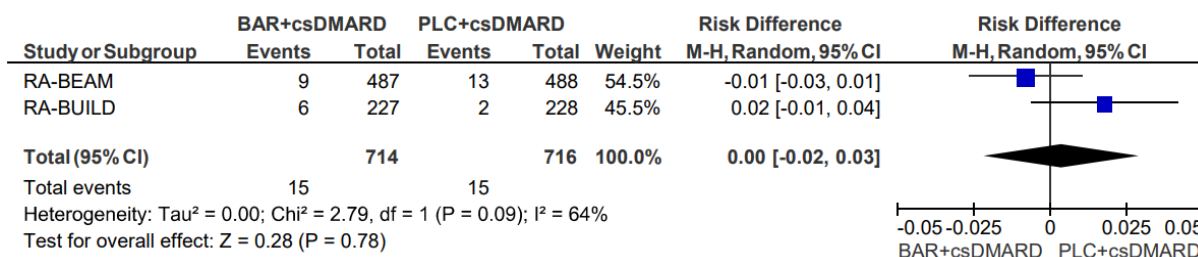 BAR+csDMARD PLC+csDMARD Risk Difference Risk Difference
Study or Subgroup Events Total Events Total Weight M-H, Random, 95% CI M-H, Random, 95% CI
RA-BEAM 9 487 13 488 54.5% -0.01 [-0.03, 0.01]
RA-BUILD 6 227 2 228 45.5% 0.02 [-0.01, 0.04]
Total (95% CI) 714 716 100.0% 0.00 [-0.02, 0.03]
Total events 15 15
Heterogeneity: Tau² = 0.00; Chi² = 2.79, df = 1 (P = 0.09); I² = 64%
Test for overall effect: Z = 0.28 (P = 0.78)
-0.05 -0.025 0 0.025 0.05
BAR+csDMARD PLC+csDMARD